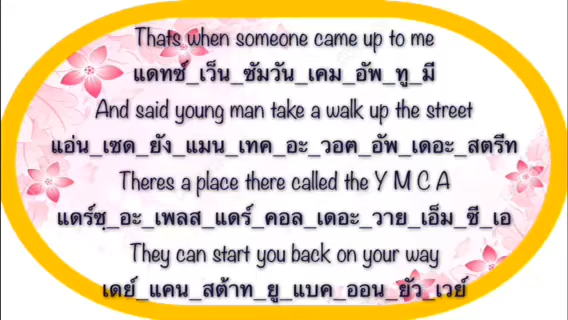 Thats when someone came up to me
แดทซ์_เว็น_ซัมวัน_เคม_อัพ_ทู_มี
And said young man take a walk up the street
แอ่น_เซด_ยัง_แมน_เทค_อะ_วอค_อัพ_เดอะ_สตรีท
Theres a place there called the Y M C A
แดร์ซฺ_อะ_เพลส_แดร์_คอล_เดอะ_วาย_เอ็ม_ซี_เอ
They can start you back on your way
เดย์_แคน_สต้าท_ยู_แบค_ออน_ยัว_เวย์